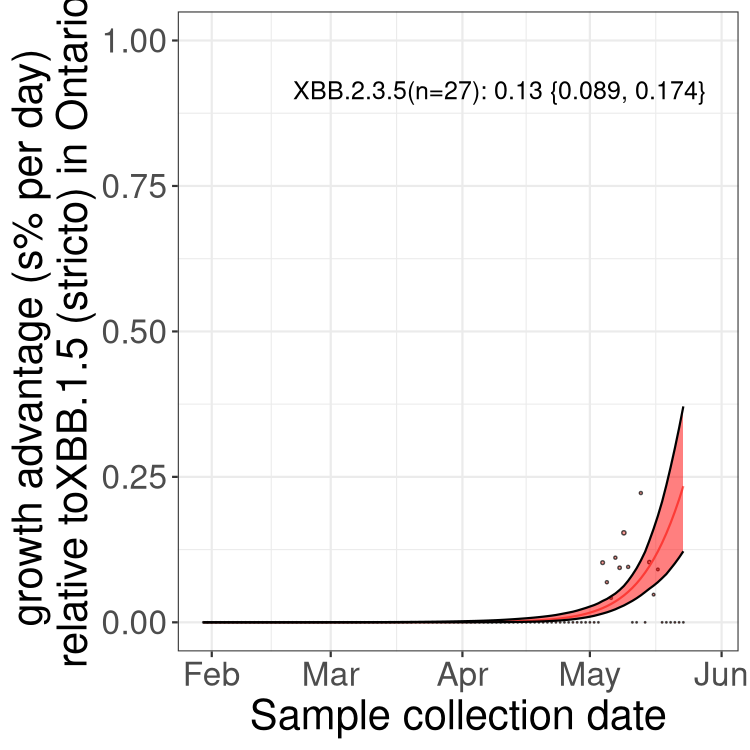 growth advantage (s% per day)
relative toXBB.1.5 (stricto) in Ontario
1.00
0.75
0.50
0.25
0.00
XBB.2.3.5(n=27): 0.13 {0.089, 0.174}
Feb Mar Apr May Jun
Sample collection date